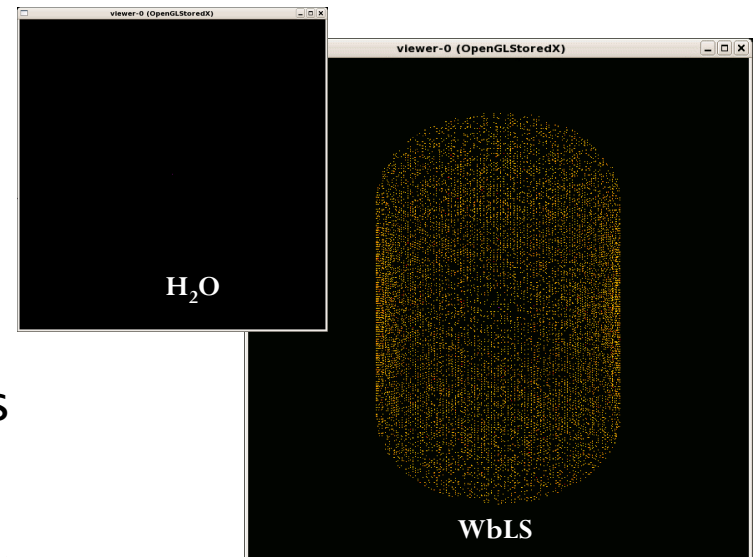 viewer-0 (OpenGLStoredX)
viewer-0 (OpenGLStoredX)
H₂O
s
WbLS